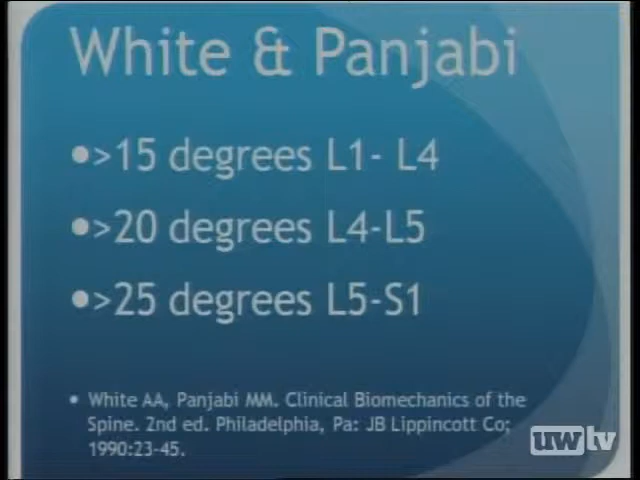 White & Panjabi
•>15 degrees L1- L4
•>20 degrees L4-L5
•>25 degrees L5-S1
• White AA, Panjabi MM. Clinical Biomechanics of the
Spine. 2nd ed. Philadelphia, Pa: JB Lippincott Co;
1990:23-45.
uwtv